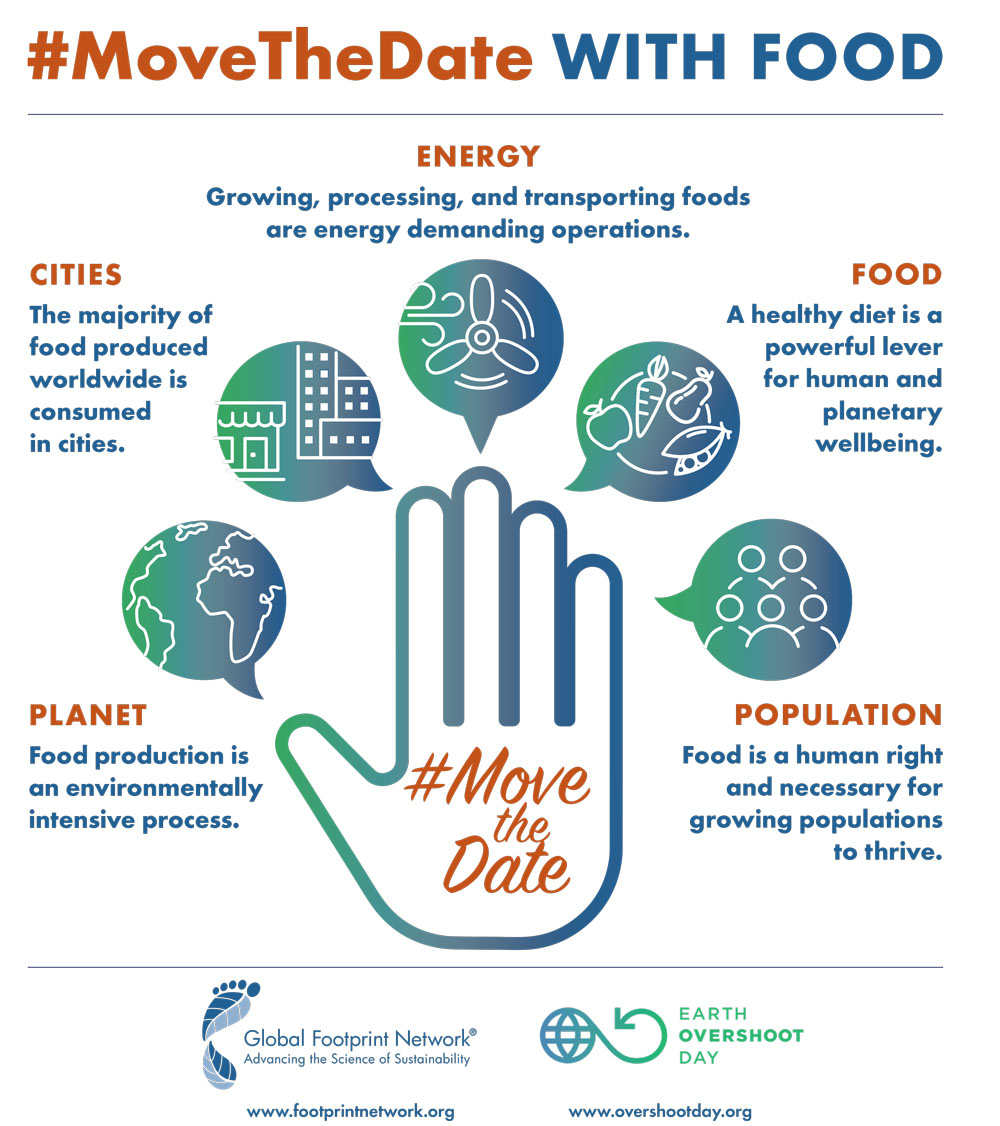 #MoveTheDate WITH FOOD
ENERGY
Growing, processing, and transporting foods
are energy demanding operations.
CITIES
The majority of
food produced
worldwide is
consumed
in cities.
FOOD
A healthy diet is a
powerful lever
for human and
planetary
wellbeing.
PLANET
Food production is
an environmentally
intensive process.
POPULATION
Food is a human right
and necessary for
growing populations
to thrive.
#Move
the
Date
Global Footprint Network®
Advancing the Science of Sustainability
EARTH
OVERSHOOT
DAY
www.footprintnetwork.org
www.overshootday.org